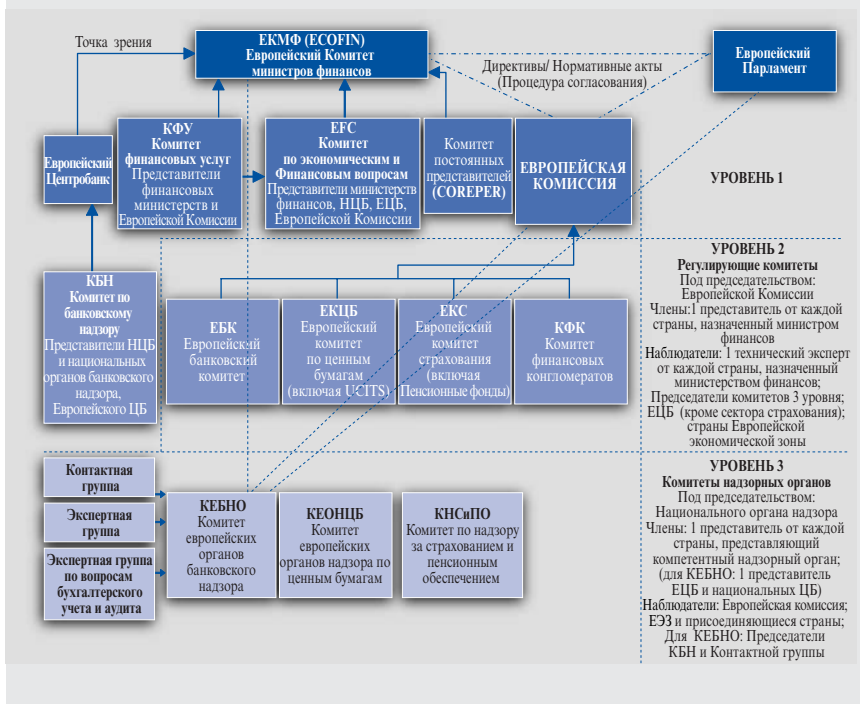 Точка зрения
ЕКМФ (ECOFIN)
Европейский Комитет
министров финансов
Директивы/ Нормативные акты
(Процедура согласования)
Европейский
Парламент
Европейский
Центробанк
КФУ
Комитет
финансовых услуг
Представители
финансовых
министерств и
Европейской Комиссии
EFC
Комитет
по экономическим и
Финансовым вопросам
Представители министерств
финансов, НЦБ, ЕЦБ,
Европейской Комиссии
Комитет
постоянных
представителей
(COREPER)
ЕВРОПЕЙСКАЯ
КОМИССИЯ
УРОВЕНЬ 1
КБН
Комитет по
банковскому
надзору
Представители НЦБ
и национальных
органов банковского
надзора,
Европейского ЦБ
ЕБК
Европейский
банковский
комитет
ЕКЦБ
Европейский
комитет
по ценным
бумагам
(включая UCITS)
ЕКС
Европейский
комитет
страхования
(включая
Пенсионные фонды)
КФК
Комитет
финансовых
конгломератов
УРОВЕНЬ 2
Регулирующие комитеты
Под председательством:
Европейской Комиссии
Члены:1 представитель от каждой
страны, назначенный министром
финансов
Наблюдатели: 1 технический эксперт
от каждой страны, назначенный
министерством финансов;
Председатели комитетов 3 уровня;
ЕЦБ (кроме сектора страхования);
страны Европейской
экономической зоны
Контактная
группа
Экспертная
группа
Экспертная группа
по вопросам
бухгалтерского
учета и аудита
КЕБНО
Комитет
европейских
органов
банковского
надзора
КЕОНЦБ
Комитет
европейских
органов надзора по
ценным бумагам
КНСиПО
Комитет по надзору
за страхованием и
пенсионным
обеспечением
УРОВЕНЬ 3
Комитеты надзорных органов
Под председательством:
Национального органа надзора
Члены: 1 представитель от каждой
страны, представляющий
компетентный надзорный орган;
(для КЕБНО: 1 представитель
ЕЦБ и национальных ЦБ)
Наблюдатели: Европейская комиссия;
ЕЭЗ и присоединяющиеся страны;
Для КЕБНО: Председатели
КБН и Контактной группы